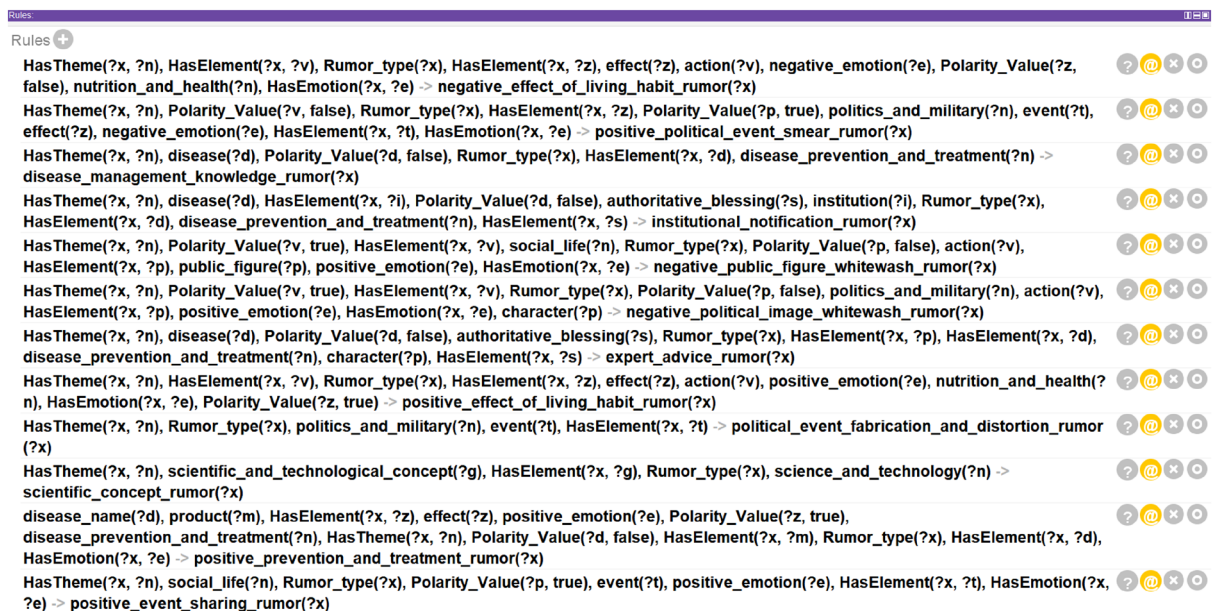 Rules:
Rules
HasTheme(?x, ?n), HasElement(?x, ?v), Rumor_type(?x), HasElement(?x, ?z), effect(?z), action(?v), negative_emotion(?e), Polarity_Value(?z,
false), nutrition_and_health(?n), HasEmotion(?x, ?e) -> negative_effect_of_living_habit_rumor(?x)
HasTheme(?x, ?n), Polarity_Value(?v, false), Rumor_type(?x), HasElement(?x, ?z), Polarity_Value(?p, true), politics_and_military(?n), event(?t),
effect(?z), negative_emotion(?e), HasElement(?x, ?t), HasEmotion(?x, ?e) -> positive_political_event_smear_rumor(?x)
HasTheme(?x, ?n), disease(?d), Polarity_Value(?d, false), Rumor_type(?x), HasElement(?x, ?d), disease_prevention_and_treatment(?n) ->
disease_management_knowledge_rumor(?x)
HasTheme(?x, ?n), disease(?d), HasElement(?x, ?i), Polarity_Value(?d, false), authoritative_blessing(?s), institution(?i), Rumor_type(?x),
HasElement(?x, ?d), disease_prevention_and_treatment(?n), HasElement(?x, ?s) -> institutional_notification_rumor(?x)
HasTheme(?x, ?n), Polarity_Value(?v, true), HasElement(?x, ?v), social_life(?n), Rumor_type(?x), Polarity_Value(?p, false), action(?v),
HasElement(?x, ?p), public_figure(?p), positive_emotion(?e), HasEmotion(?x, ?e) -> negative_public_figure_whitewash_rumor(?x)
HasTheme(?x, ?n), Polarity_Value(?v, true), HasElement(?x, ?v), Rumor_type(?x), Polarity_Value(?p, false), politics_and_military(?n), action(?v),
HasElement(?x, ?p), positive_emotion(?e), HasEmotion(?x, ?e), character(?p) -> negative_political_image_whitewash_rumor(?x)
HasTheme(?x, ?n), disease(?d), Polarity_Value(?d, false), authoritative_blessing(?s), Rumor_type(?x), HasElement(?x, ?p), HasElement(?x, ?d),
disease_prevention_and_treatment(?n), character(?p), HasElement(?x, ?s) -> expert_advice_rumor(?x)
HasTheme(?x, ?n), HasElement(?x, ?v), Rumor_type(?x), HasElement(?x, ?z), effect(?z), action(?v), positive_emotion(?e), nutrition_and_health(?
n), HasEmotion(?x, ?e), Polarity_Value(?z, true) -> positive_effect_of_living_habit_rumor(?x)
HasTheme(?x, ?n), Rumor_type(?x), politics_and_military(?n), event(?t), HasElement(?x, ?t) -> political_event_fabrication_and_distortion_rumor
(?x)
HasTheme(?x, ?n), scientific_and_technological_concept(?g), HasElement(?x, ?g), Rumor_type(?x), science_and_technology(?n) ->
scientific_concept_rumor(?x)
disease_name(?d), product(?m), HasElement(?x, ?z), effect(?z), positive_emotion(?e), Polarity_Value(?z, true),
disease_prevention_and_treatment(?n), HasTheme(?x, ?n), Polarity_Value(?d, false), HasElement(?x, ?m), Rumor_type(?x), HasElement(?x, ?d),
HasEmotion(?x, ?e) -> positive_prevention_and_treatment_rumor(?x)
HasTheme(?x, ?n), social_life(?n), Rumor_type(?x), Polarity_Value(?p, true), event(?t), positive_emotion(?e), HasElement(?x, ?t), HasEmotion(?x,
?e) -> positive_event_sharing_rumor(?x)